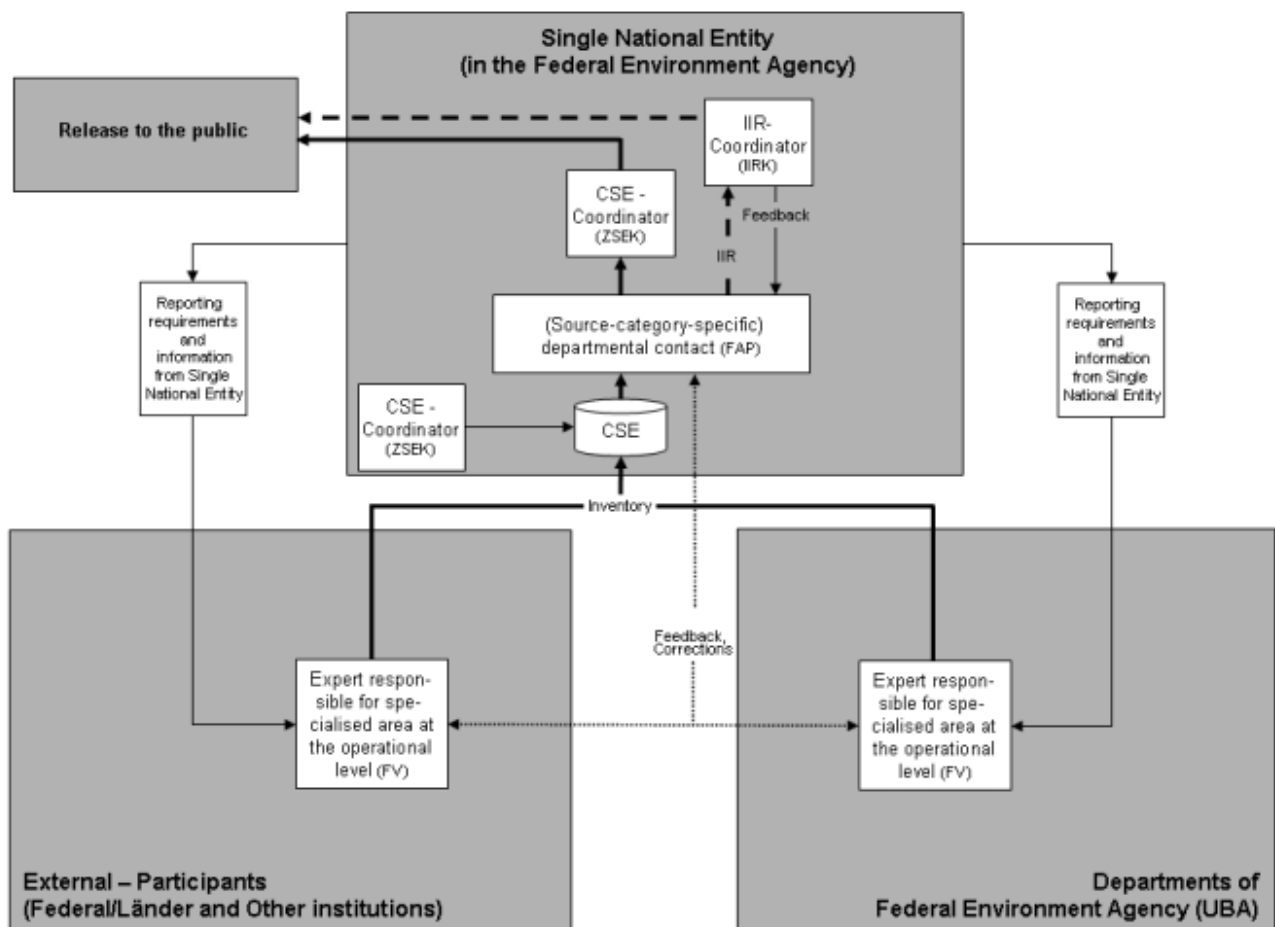 Single National Entity
(in the Federal Environment Agency)
Release to the public
IIR-
Coordinator
(IIRK)
CSE -
Coordinator
(ZSEK)
Feedback
IIR
Reporting
requirements
and
information
from Single
National Entity
(Source-category-specific)
departmental contact (FAP)
Reporting
requirements
and
information
from Single
National Entity
CSE -
Coordinator
(ZSEK)
CSE
Inventory
Feedback,
Corrections
Expert respon-
sible for spe-
cialised area at
the operational
level (FV)
Expert respon-
sible for spe-
cialised area at
the operational
level (FV)
External – Participants
(Federal/Länder and Other institutions)
Departments of
Federal Environment Agency (UBA)